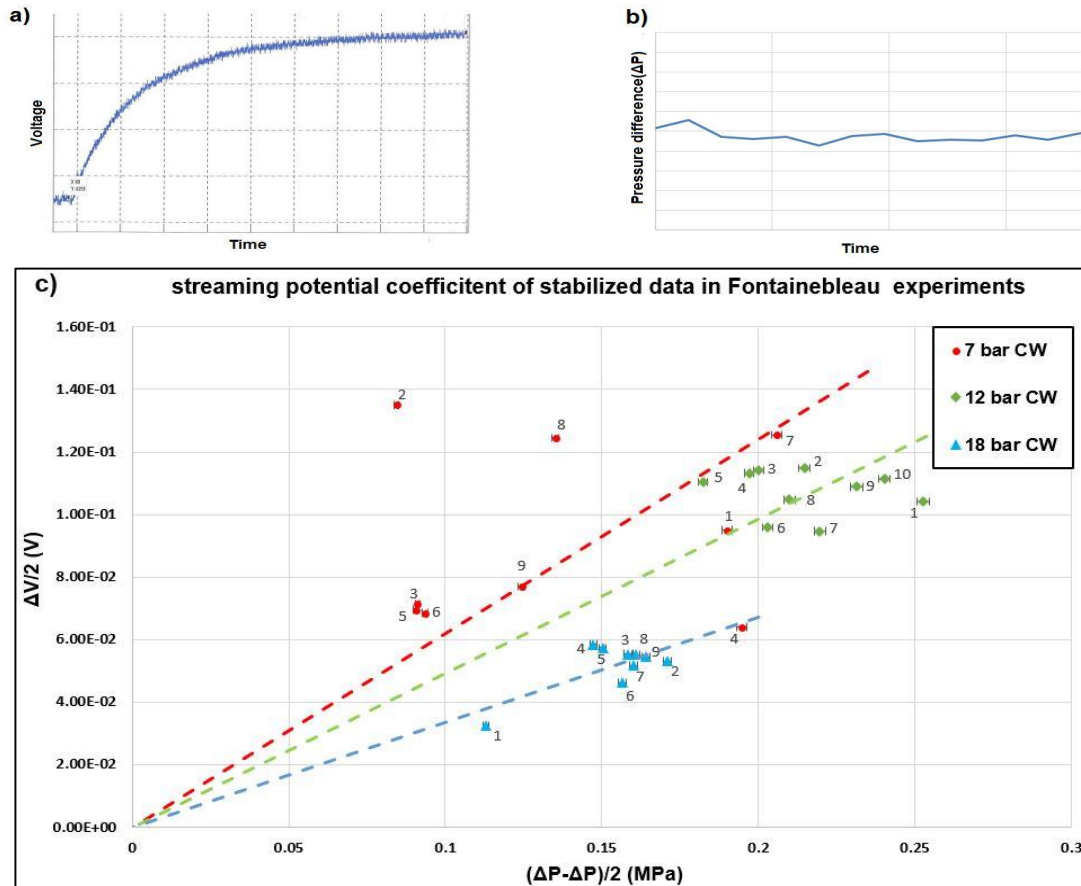 a)
Voltage
Time
b)
Pressure difference(ΔP)
Time
c)
streaming potential coefficitent of stabilized data in Fontainebleau experiments
1.60E-01
1.40E-01
1.20E-01
1.00E-01
8.00E-02
6.00E-02
4.00E-02
2.00E-02
0.00E+00
ΔV/2 (V)
7 bar CW
12 bar CW
18 bar CW
2
8
7
5
4
3
2
9
10
8
1
1
6
7
9
3
5
6
4
4
5
3
8
9
2
7
6
1
0
0.05
0.1
0.15
0.2
0.25
0.3
(ΔP-ΔP)/2 (MPa)